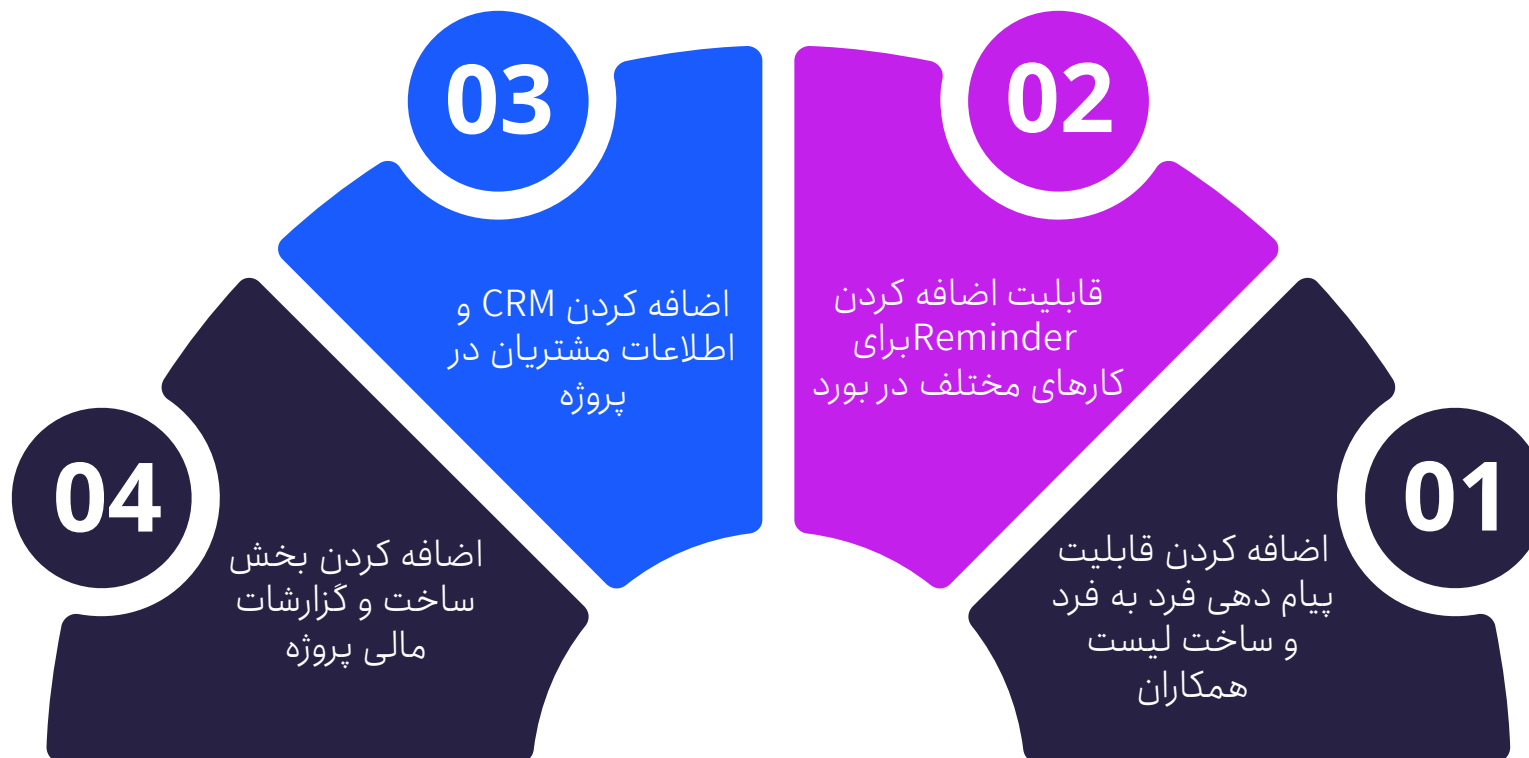 01
اضافه کردن قابلیت
پیام دهی فرد به فرد
و ساخت لیست
همکاران
02
قابلیت اضافه کردن
Reminderبرای
کارهای مختلف در بورد
03
اضافه کردن CRM و
اطلاعات مشتریان در
پروژه
04
اضافه کردن بخش
ساخت و گزارشات
مالی پروژه